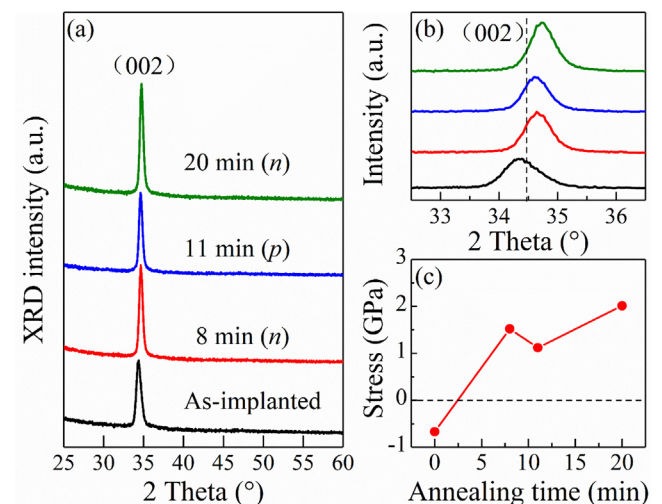 (a)
（002）
20 min (n)
11 min (p)
8 min (n)
As-implanted
XRD intensity (a.u.)
25 30 35 40 45 50 55 60
2 Theta (°)
(b)
（002）
Intensity (a.u.)
33 34 35 36
2 Theta (°)
(c)
3
2
1
0
-1
Stress (GPa)
0 5 10 15 20
Annealing time (min)